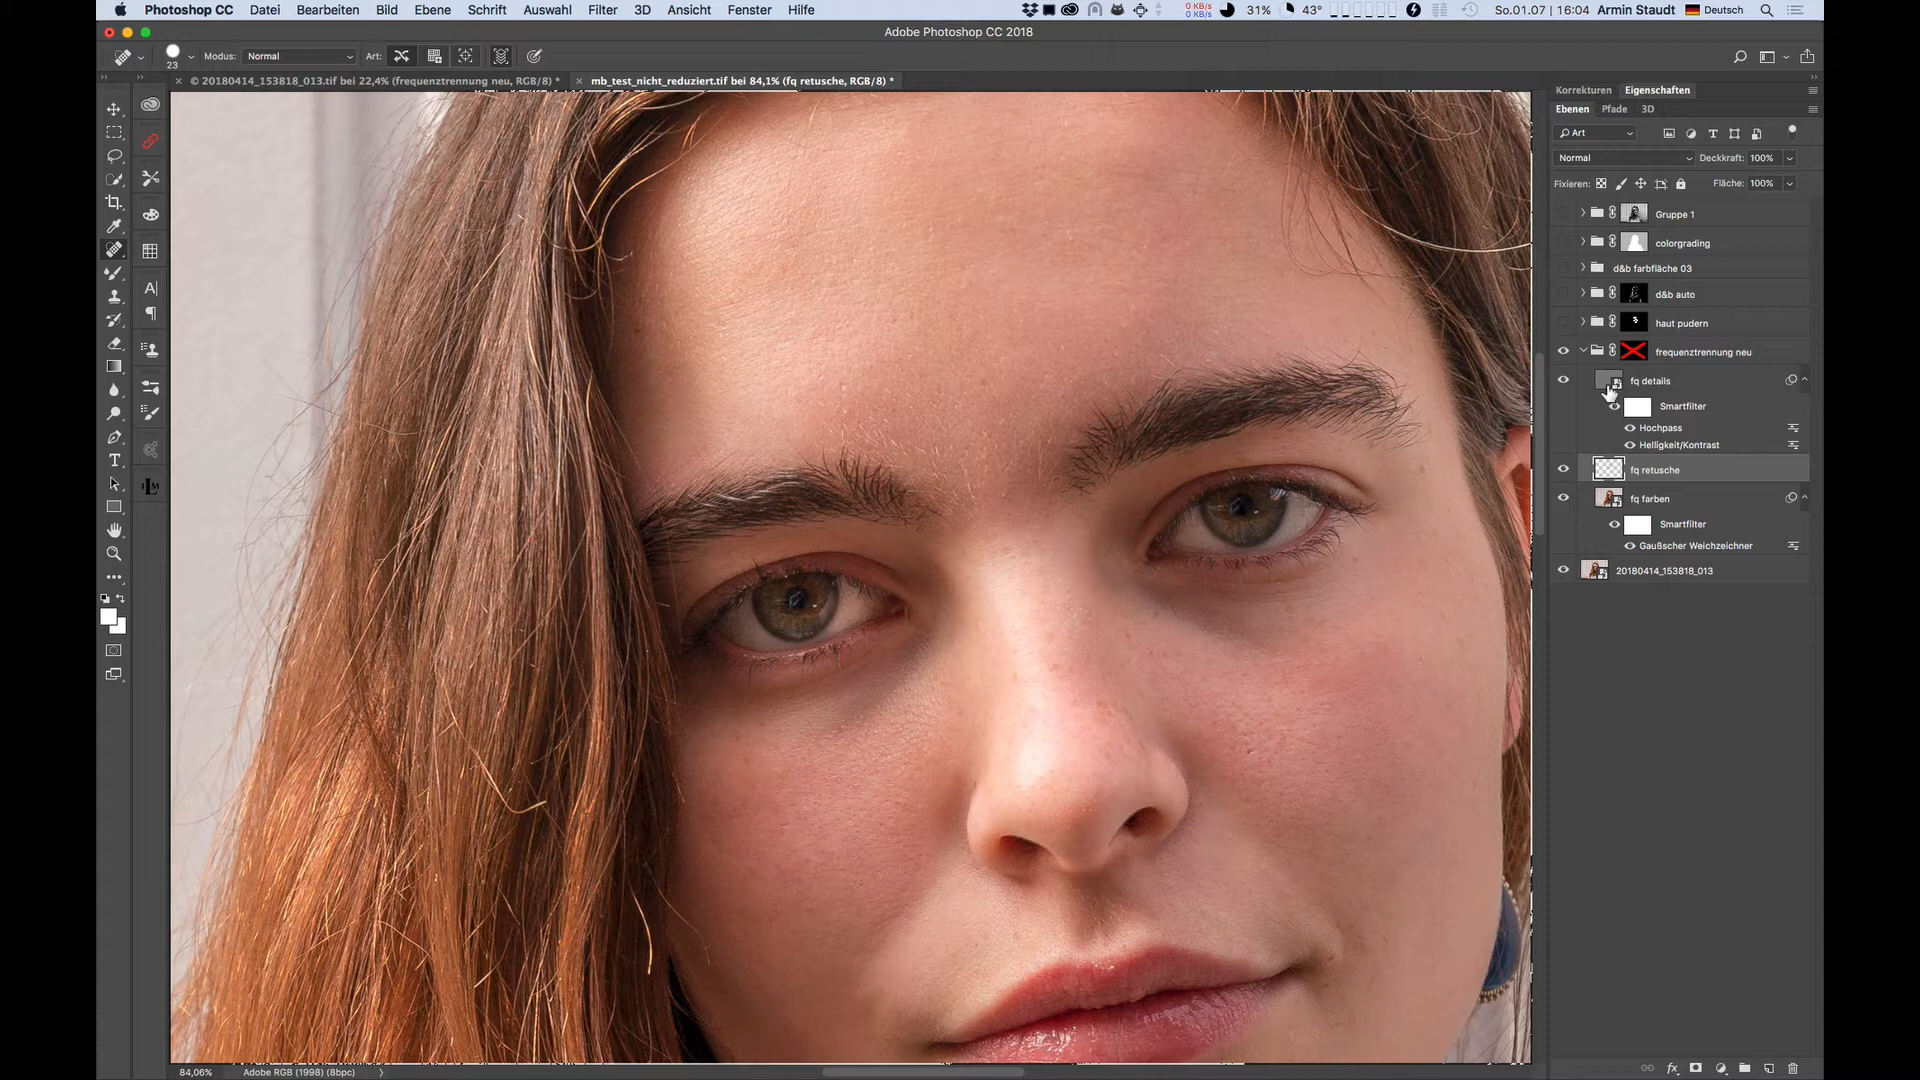 Photoshop CC Datei Bearbeiten Bild Ebene Schrift Auswahl Filter 3D Ansicht Fenster Hilfe
0 KB/s
0 KB/s
31% 43° So.01.07 | 16:04 Armin Staudt Deutsch
Adobe Photoshop CC 2018
23 Modus: Normal Art:
© 20180414_153818_013.tif bei 22,4% (frequenztrennung neu, RGB/8) *
mb_test_nicht_reduziert.tif bei 84,1% (fq retusche, RGB/8) *
Korrekturen Eigenschaften
Ebenen Pfade 3D
Art
Normal Deckkraft: 100%
Fixieren: Fläche: 100%
Gruppe 1
colorgrading
d&b farbfläche 03
d&b auto
haut pudern
frequenztrennung neu
fq details
Smartfilter
Hochpass
Helligkeit/Kontrast
fq retusche
fq farben
Smartfilter
Gaußscher Weichzeichner
20180414_153818_013
84,06% Adobe RGB (1998) (8bpc)